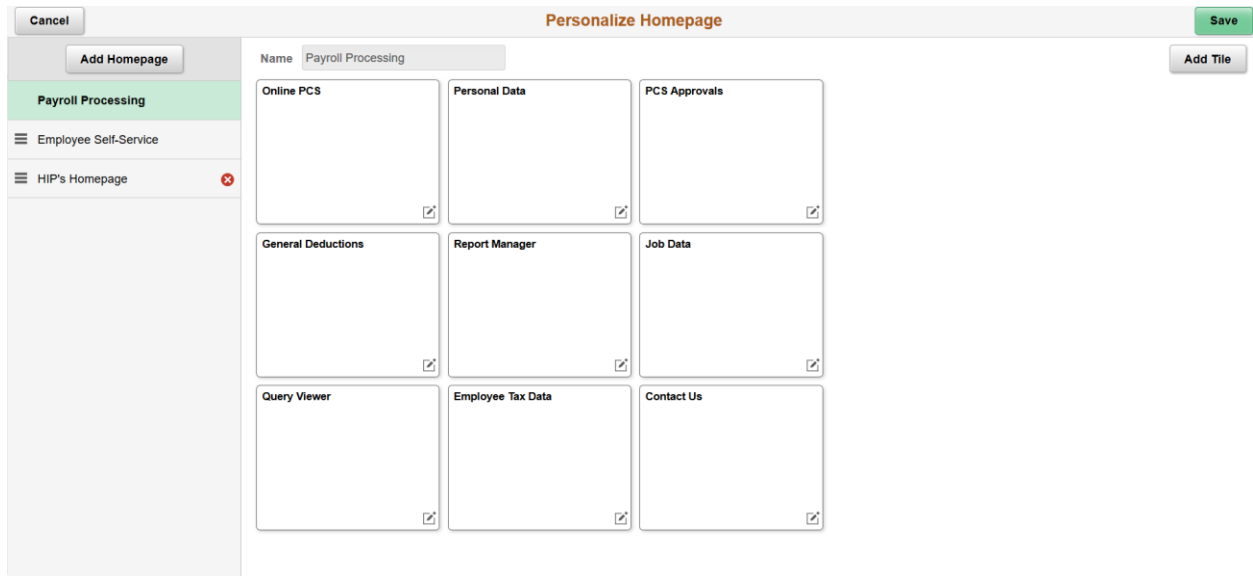 Cancel
Personalize Homepage
Save
Add Homepage
Name
Payroll Processing
Add Tile
Payroll Processing
Employee Self-Service
HIP's Homepage
Online PCS
Personal Data
PCS Approvals
General Deductions
Report Manager
Job Data
Query Viewer
Employee Tax Data
Contact Us